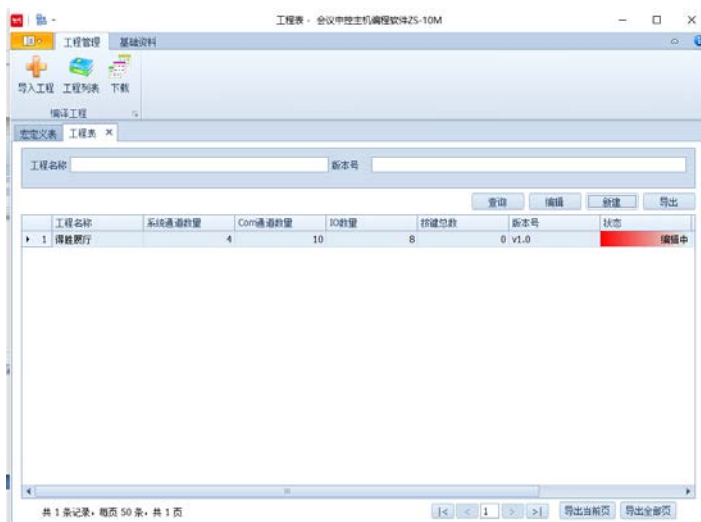 工程表 - 会议中控主机编程软件ZS-10M
工程管理 基础资料
导入工程 工程列表 下载
编译工程
宏定义表 工程表
工程名称 版本号
查询 编辑 新建 导出
工程名称 系统通道数量 Com通道数量 IO数量 按键总数 版本号 状态
1 得胜展厅 4 10 8 0 v1.0 编辑中
共 1 条记录，每页 50 条，共 1 页
1 导出当前页 导出全部页